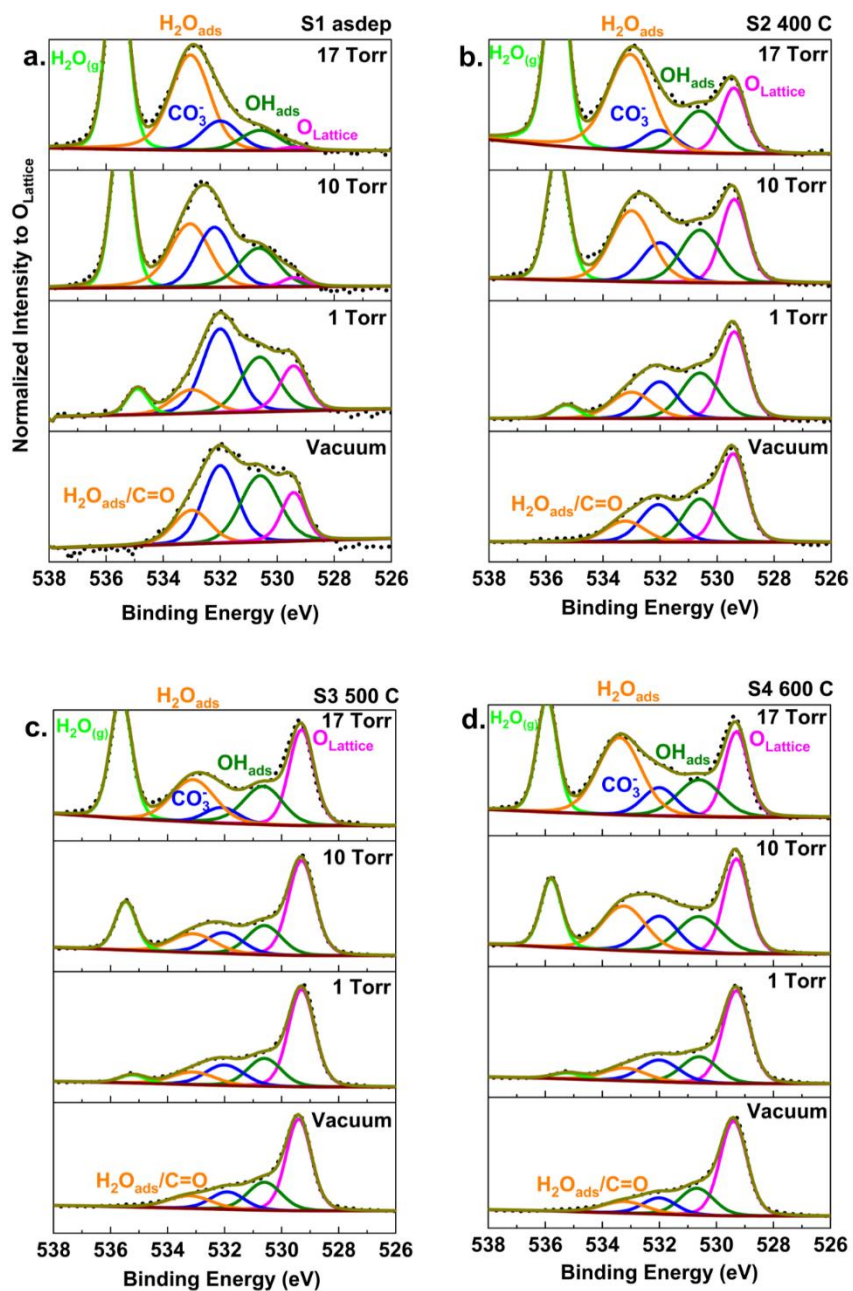 a.
S1 asdep
H₂Oads
17 Torr
H₂O(g)
CO₃⁻
OHads
OLattice
10 Torr
1 Torr
Vacuum
H₂Oads/C=O
538 536 534 532 530 528 526
Binding Energy (eV)
Normalized Intensity to OLattice
b.
S2 400 C
H₂Oads
17 Torr
H₂O(g)
CO₃⁻
OHads
OLattice
10 Torr
1 Torr
Vacuum
H₂Oads/C=O
538 536 534 532 530 528 526
Binding Energy (eV)
c.
S3 500 C
H₂Oads
17 Torr
H₂O(g)
CO₃⁻
OHads
OLattice
10 Torr
1 Torr
Vacuum
H₂Oads/C=O
538 536 534 532 530 528 526
Binding Energy (eV)
d.
S4 600 C
H₂Oads
17 Torr
H₂O(g)
CO₃⁻
OHads
OLattice
10 Torr
1 Torr
Vacuum
H₂Oads/C=O
538 536 534 532 530 528 526
Binding Energy (eV)